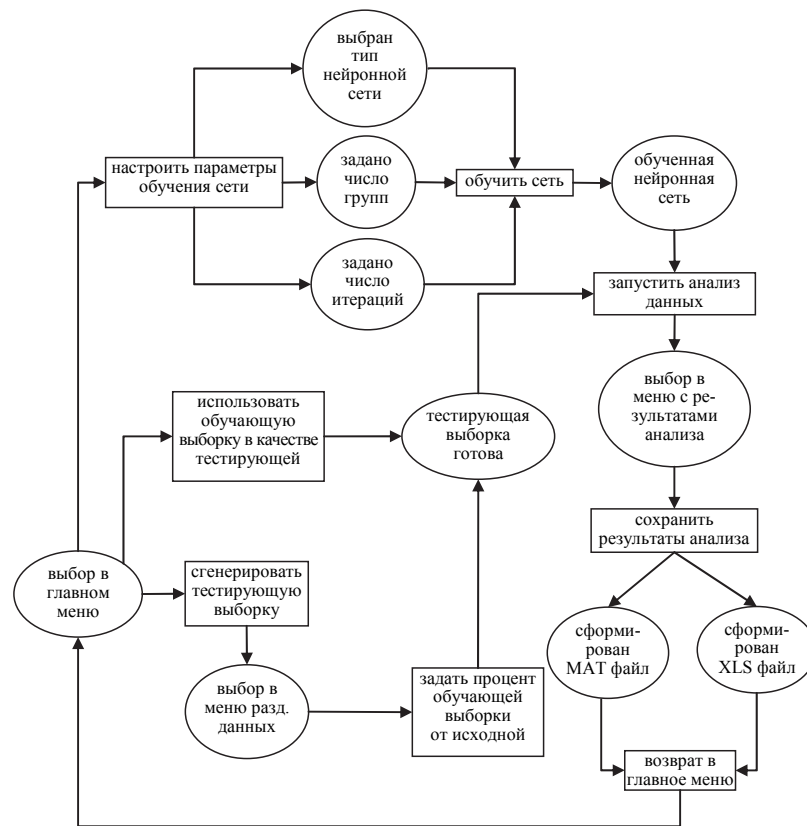 выбран
тип
нейронной
сети
настроить параметры
обучения сети
задано
число
групп
обучить сеть
обученная
нейронная
сеть
задано
число
итераций
запустить анализ
данных
использовать
обучающую
выборку в качестве
тестирующей
тестирующая
выборка
готова
выбор в
меню с ре-
зультатами
анализа
сохранить
результаты анализа
выбор в
главном
меню
сгенерировать
тестирующую
выборку
сформи-
рован
MAT файл
сформи-
рован
XLS файл
выбор в
меню разд.
данных
задать процент
обучающей
выборки
от исходной
возврат в
главное меню